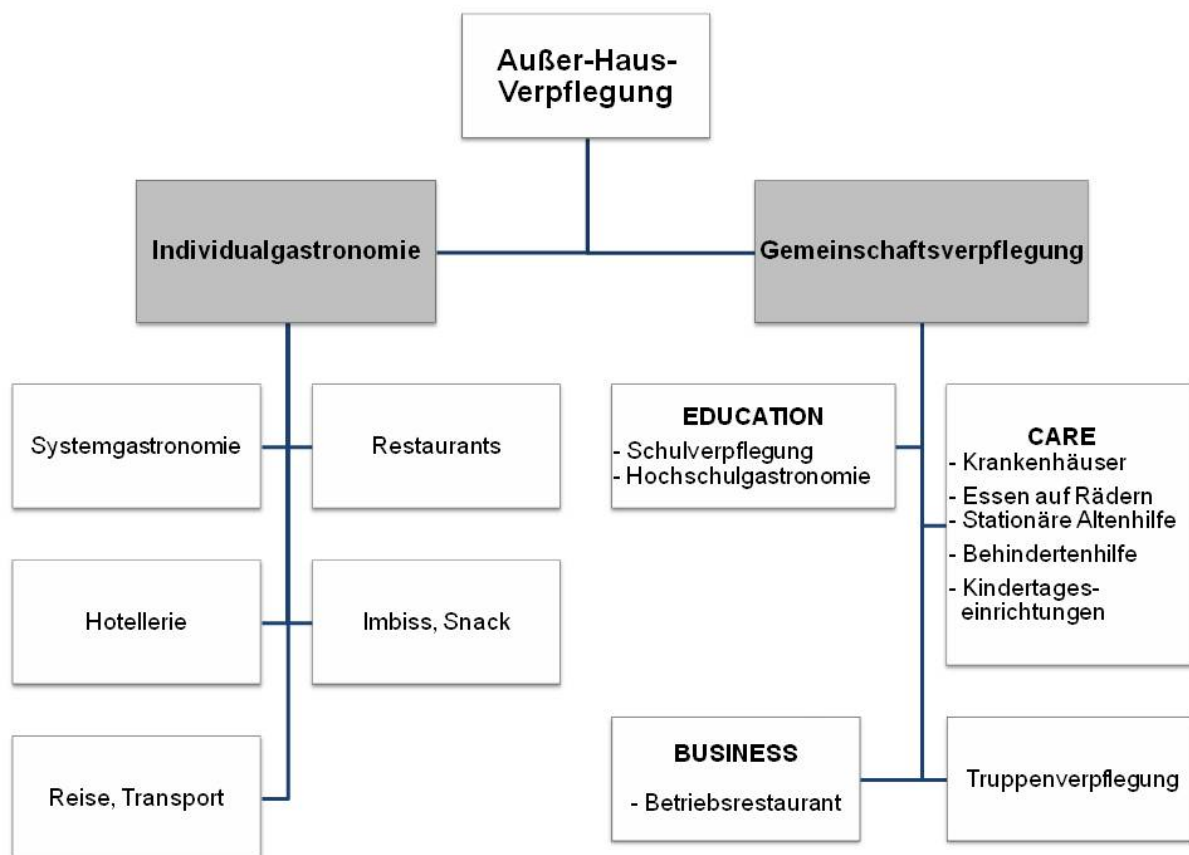 Außer-Haus-
Verpflegung
Individualgastronomie
Gemeinschaftsverpflegung
Systemgastronomie
Restaurants
Hotellerie
Imbiss, Snack
Reise, Transport
EDUCATION
- Schulverpflegung
- Hochschulgastronomie
CARE
- Krankenhäuser
- Essen auf Rädern
- Stationäre Altenhilfe
- Behindertenhilfe
- Kindertages-
einrichtungen
BUSINESS
- Betriebsrestaurant
Truppenverpflegung